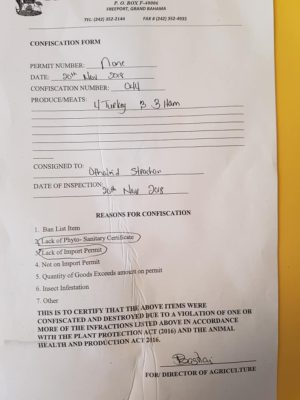 P. O. BOX F-40006
FREEPORT, GRAND BAHAMA
TEL: (242) 352-2144 FAX # (242) 352-4935
CONFISCATION FORM
PERMIT NUMBER: None
DATE: 20th Nov 2018
CONFISCATION NUMBER:
PRODUCE/MEATS: 4 Turkey 3 Ham
CONSIGNED TO: Strachan
DATE OF INSPECTION: 20th Nov 2018
REASONS FOR CONFISCATION
1. Ban List Item
2. Lack of Phyto- Sanitary Certificate
3. Lack of Import Permit
4. Not on Import Permit
5. Quantity of Goods Exceeds amount on permit
6. Insect Infestation
7. Other
THIS IS TO CERTIFY THAT THE ABOVE ITEMS WERE
CONFISCATED AND DESTROYED DUE TO A VIOLATION OF ONE OR
MORE OF THE INFRACTIONS LISTED ABOVE IN ACCORDANCE
WITH THE PLANT PROTECTION ACT (2016) AND THE ANIMAL
HEALTH AND PRODUCTION ACT 2016.
FOR/ DIRECTOR OF AGRICULTURE